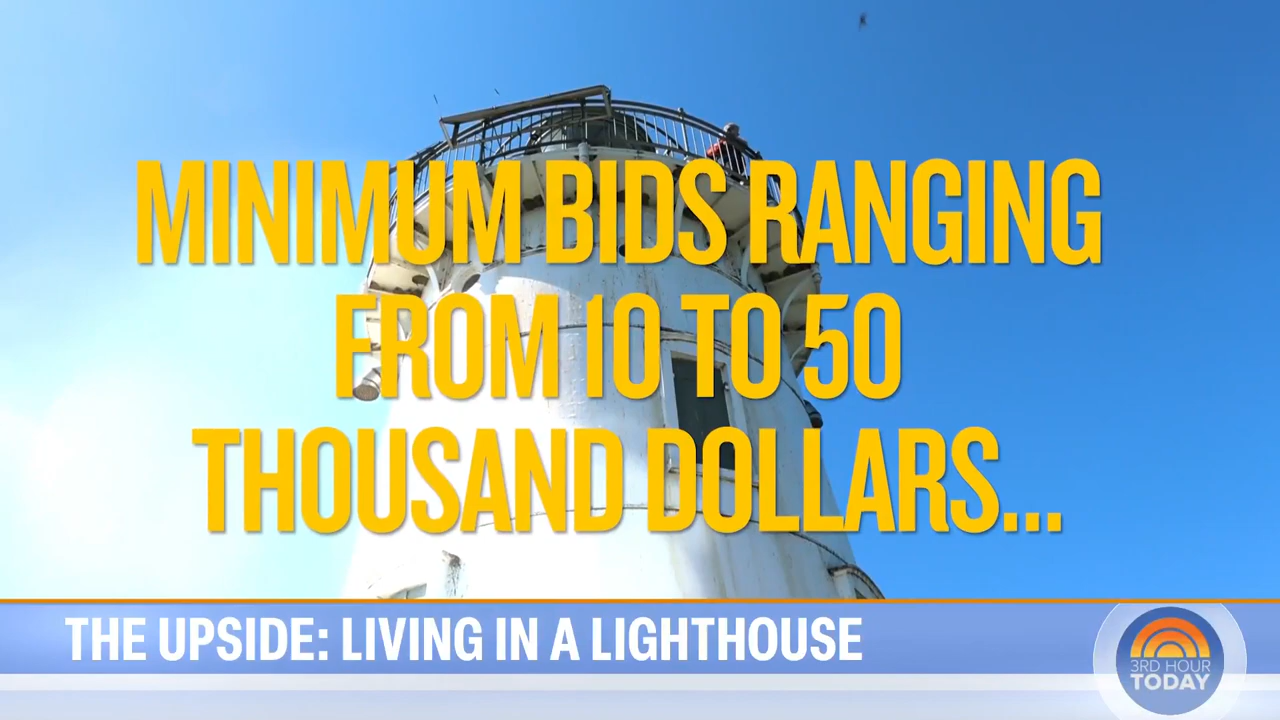 MINIMUM BIDS RANGING
FROM 10 TO 50
THOUSAND DOLLARS...
THE UPSIDE: LIVING IN A LIGHTHOUSE
3RD HOUR
TODAY